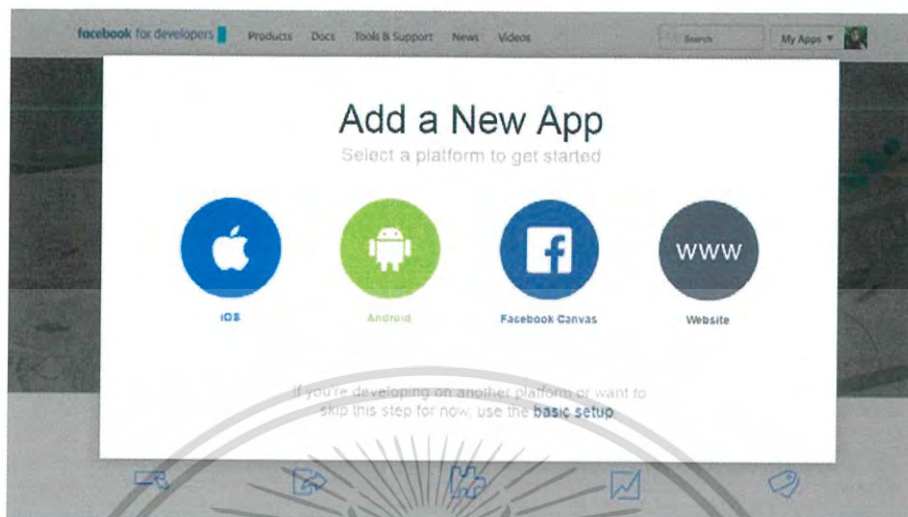 facebook for developers Products Docs Tools & Support News Videos Search My Apps
Add a New App
Select a platform to get started
www
iOS Android Facebook Canvas Website
If you're developing on another platform or want to
skip this step for now, use the basic setup